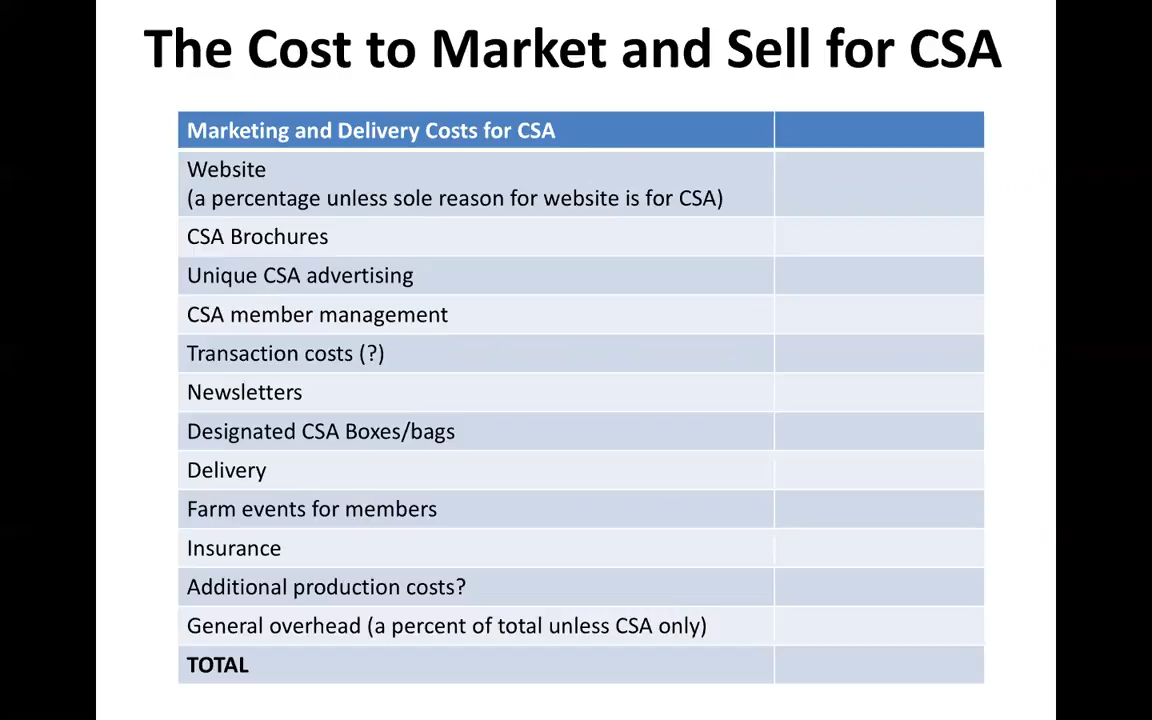 The Cost to Market and Sell for CSA
Marketing and Delivery Costs for CSA
Website
(a percentage unless sole reason for website is for CSA)
CSA Brochures
Unique CSA advertising
CSA member management
Transaction costs (?)
Newsletters
Designated CSA Boxes/bags
Delivery
Farm events for members
Insurance
Additional production costs?
General overhead (a percent of total unless CSA only)
TOTAL